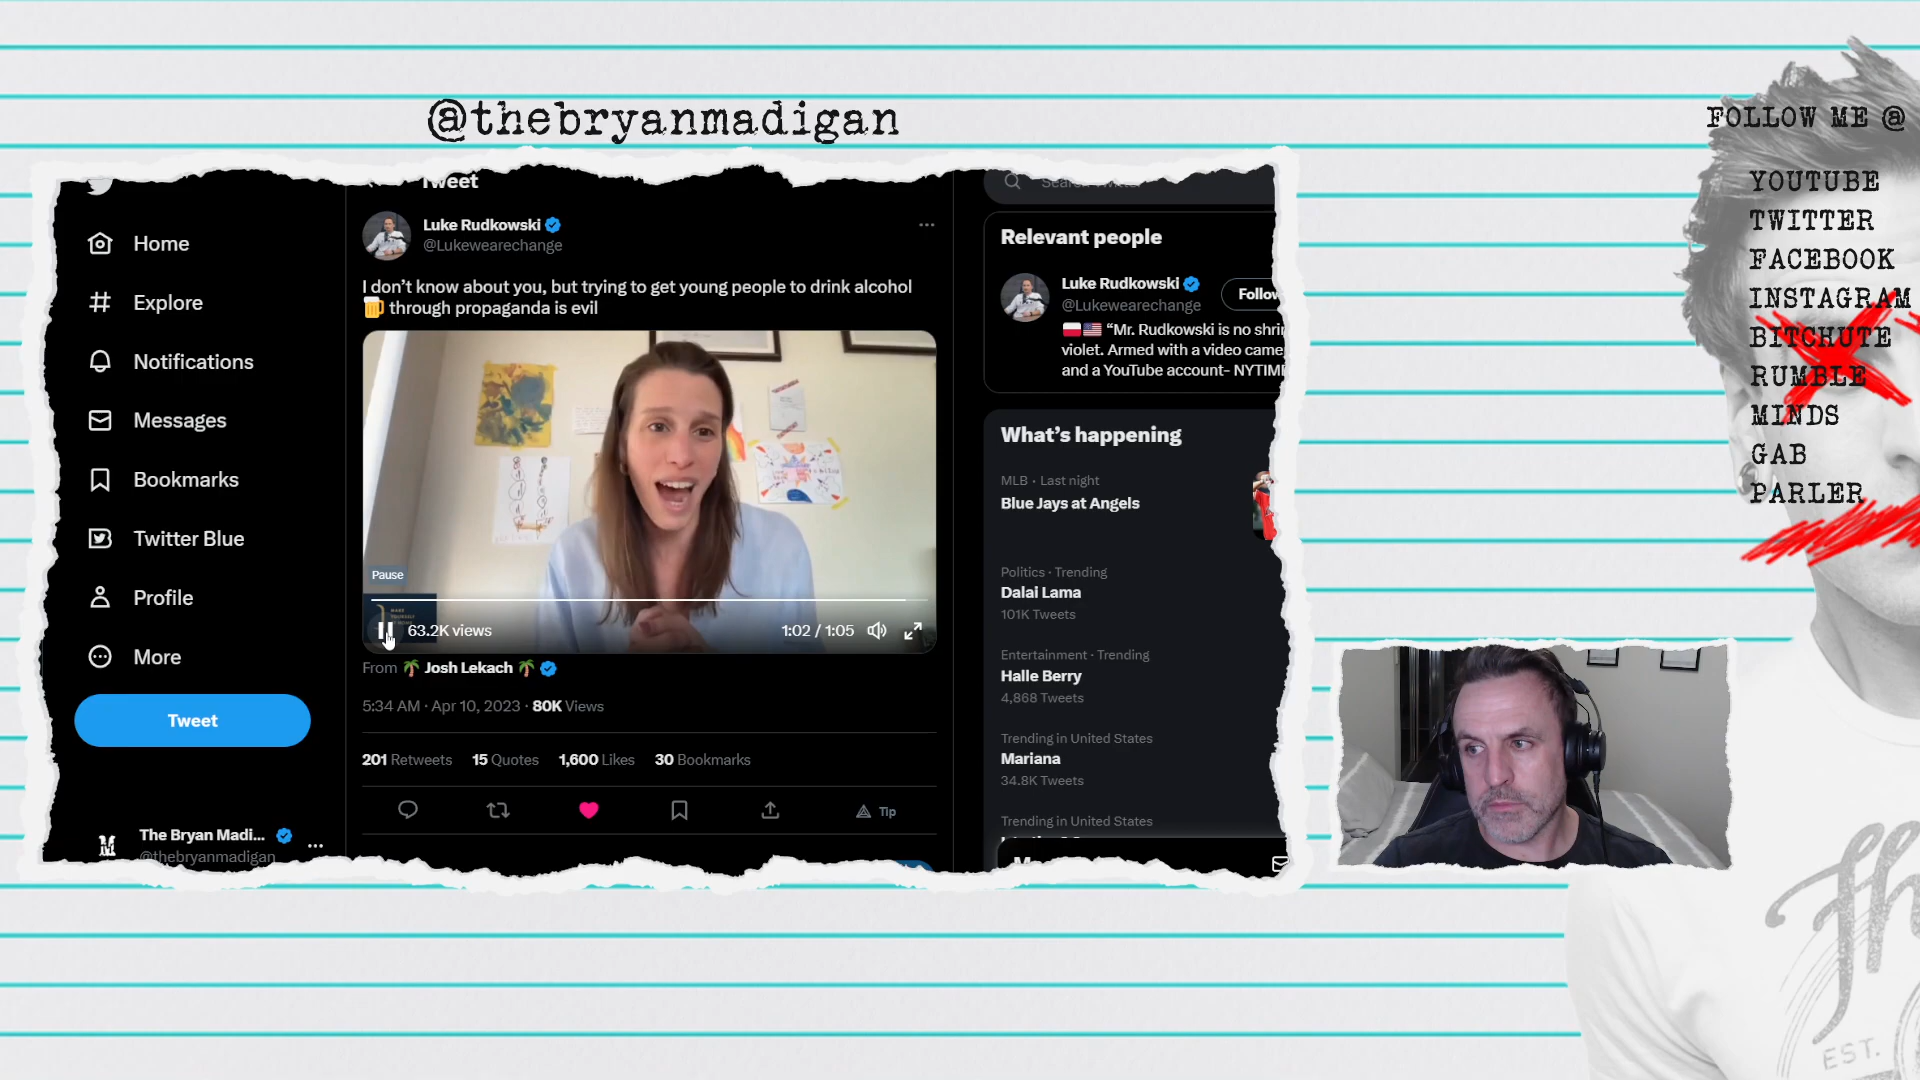 @thebryanmadigan
FOLLOW ME @
YOUTUBE
TWITTER
FACEBOOK
INSTAGRAM
BITCHUTE
RUMBLE
MINDS
GAB
PARLER
Tweet
Home
Explore
Notifications
Messages
Bookmarks
Twitter Blue
Profile
More
Tweet
The Bryan Madi...
@thebryanmadigan
Luke Rudkowski
@Lukewearechange
I don't know about you, but trying to get young people to drink alcohol
🍺 through propaganda is evil
Pause
63.2K views
1:02 / 1:05
From 🌴 Josh Lekach 🌴
5:34 AM · Apr 10, 2023 · 80K Views
201 Retweets 15 Quotes 1,600 Likes 30 Bookmarks
Tip
Relevant people
Luke Rudkowski
@Lukewearechange
Follow
🇵🇱🇺🇸 “Mr. Rudkowski is no shrin
violet. Armed with a video came
and a YouTube account- NYTIME
What's happening
MLB · Last night
Blue Jays at Angels
Politics · Trending
Dalai Lama
101K Tweets
Entertainment · Trending
Halle Berry
4,868 Tweets
Trending in United States
Mariana
34.8K Tweets
Trending in United States
EST.